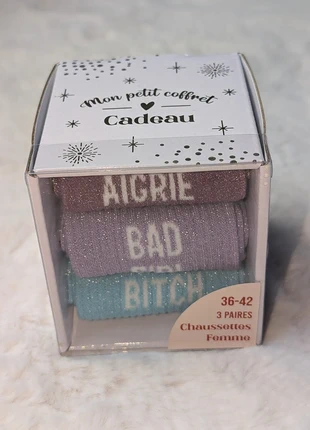 Mon petit coffret
Cadeau
AIGRIE
BAD
BITCH
36-42
3 PAIRES
Chaussettes
Femme